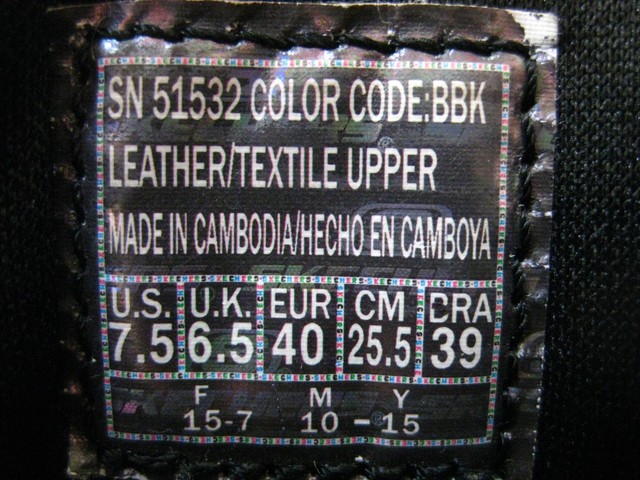 SN 51532 COLOR CODE:BBK
LEATHER/TEXTILE UPPER
MADE IN CAMBODIA/HECHO EN CAMBOYA
U.S. U.K. EUR CM BRA
7.5 6.5 40 25.5 39
F M Y
15-7 10-15